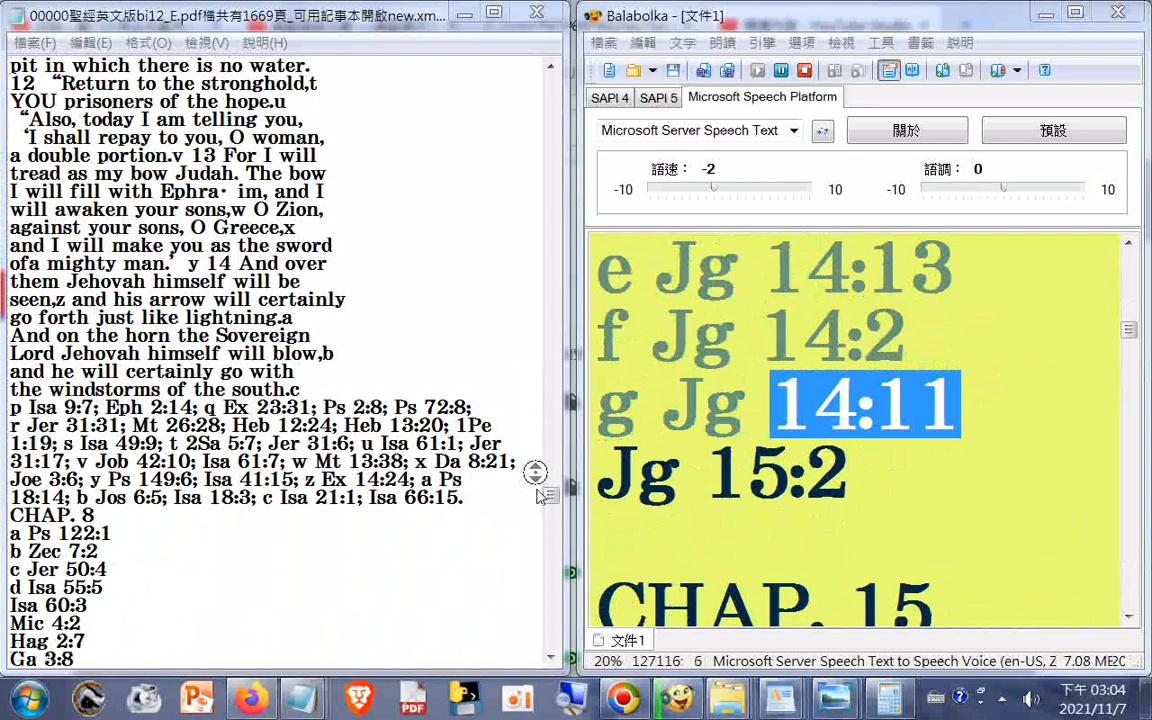 00000聖經英文版bi12_E.pdf檔共有1669頁_可用記事本開啟new.xm...
檔案(F) 編輯(E) 格式(O) 檢視(V) 說明(H)
pit in which there is no water.
12 “Return to the stronghold,t
YOU prisoners of the hope.u
“Also, today I am telling you,
‘I shall repay to you, O woman,
a double portion.v 13 For I will
tread as my bow Judah. The bow
I will fill with Ephra· im, and I
will awaken your sons,w O Zion,
against your sons, O Greece,x
and I will make you as the sword
ofa mighty man.’ y 14 And over
them Jehovah himself will be
seen,z and his arrow will certainly
go forth just like lightning.a
And on the horn the Sovereign
Lord Jehovah himself will blow,b
and he will certainly go with
the windstorms of the south.c
p Isa 9:7; Eph 2:14; q Ex 23:31; Ps 2:8; Ps 72:8;
r Jer 31:31; Mt 26:28; Heb 12:24; Heb 13:20; 1Pe
1:19; s Isa 49:9; t 2Sa 5:7; Jer 31:6; u Isa 61:1; Jer
31:17; v Job 42:10; Isa 61:7; w Mt 13:38; x Da 8:21;
Joe 3:6; y Ps 149:6; Isa 41:15; z Ex 14:24; a Ps
18:14; b Jos 6:5; Isa 18:3; c Isa 21:1; Isa 66:15.
CHAP. 8
a Ps 122:1
b Zec 7:2
c Jer 50:4
d Isa 55:5
Isa 60:3
Mic 4:2
Hag 2:7
Ga 3:8
Balabolka - [文件1]
檔案 編輯 文字 朗讀 引擎 選項 檢視 工具 書籤 說明
SAPI 4 SAPI 5 Microsoft Speech Platform
Microsoft Server Speech Text 關於 預設
語速： -2 語調： 0
-10 10 -10 10
e Jg 14:13
f Jg 14:2
g Jg 14:11
Jg 15:2
CHAP. 15
文件1
20% 127116: 6 Microsoft Server Speech Text to Speech Voice (en-US, Z 7.08 ME20
PDF
下午 03:04
2021/11/7